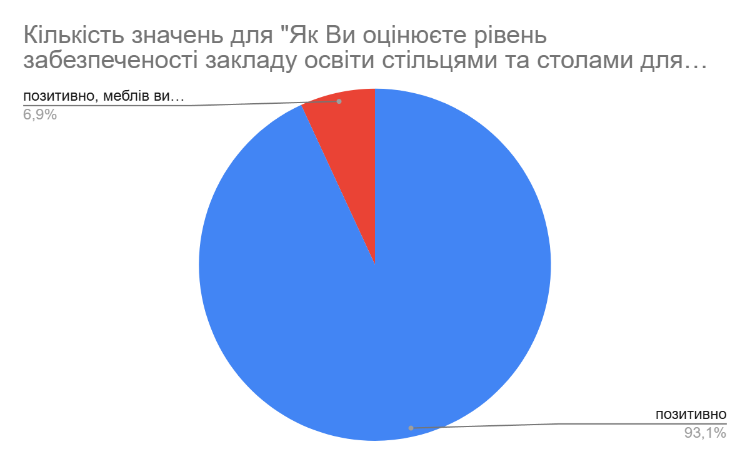 Кількість значень для "Як Ви оцінюєте рівень
забезпеченості закладу освіти стільцями та столами для…
позитивно, меблів ви…
6,9%
позитивно
93,1%